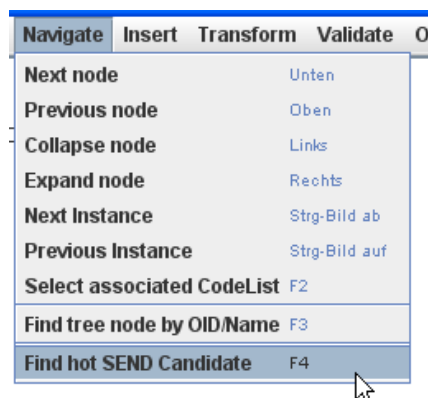 Navigate Insert Transform Validate O
Next node Unten
Previous node Oben
Collapse node Links
Expand node Rechts
Next Instance Strg-Bild ab
Previous Instance Strg-Bild auf
Select associated CodeList F2
Find tree node by OID/Name F3
Find hot SEND Candidate F4